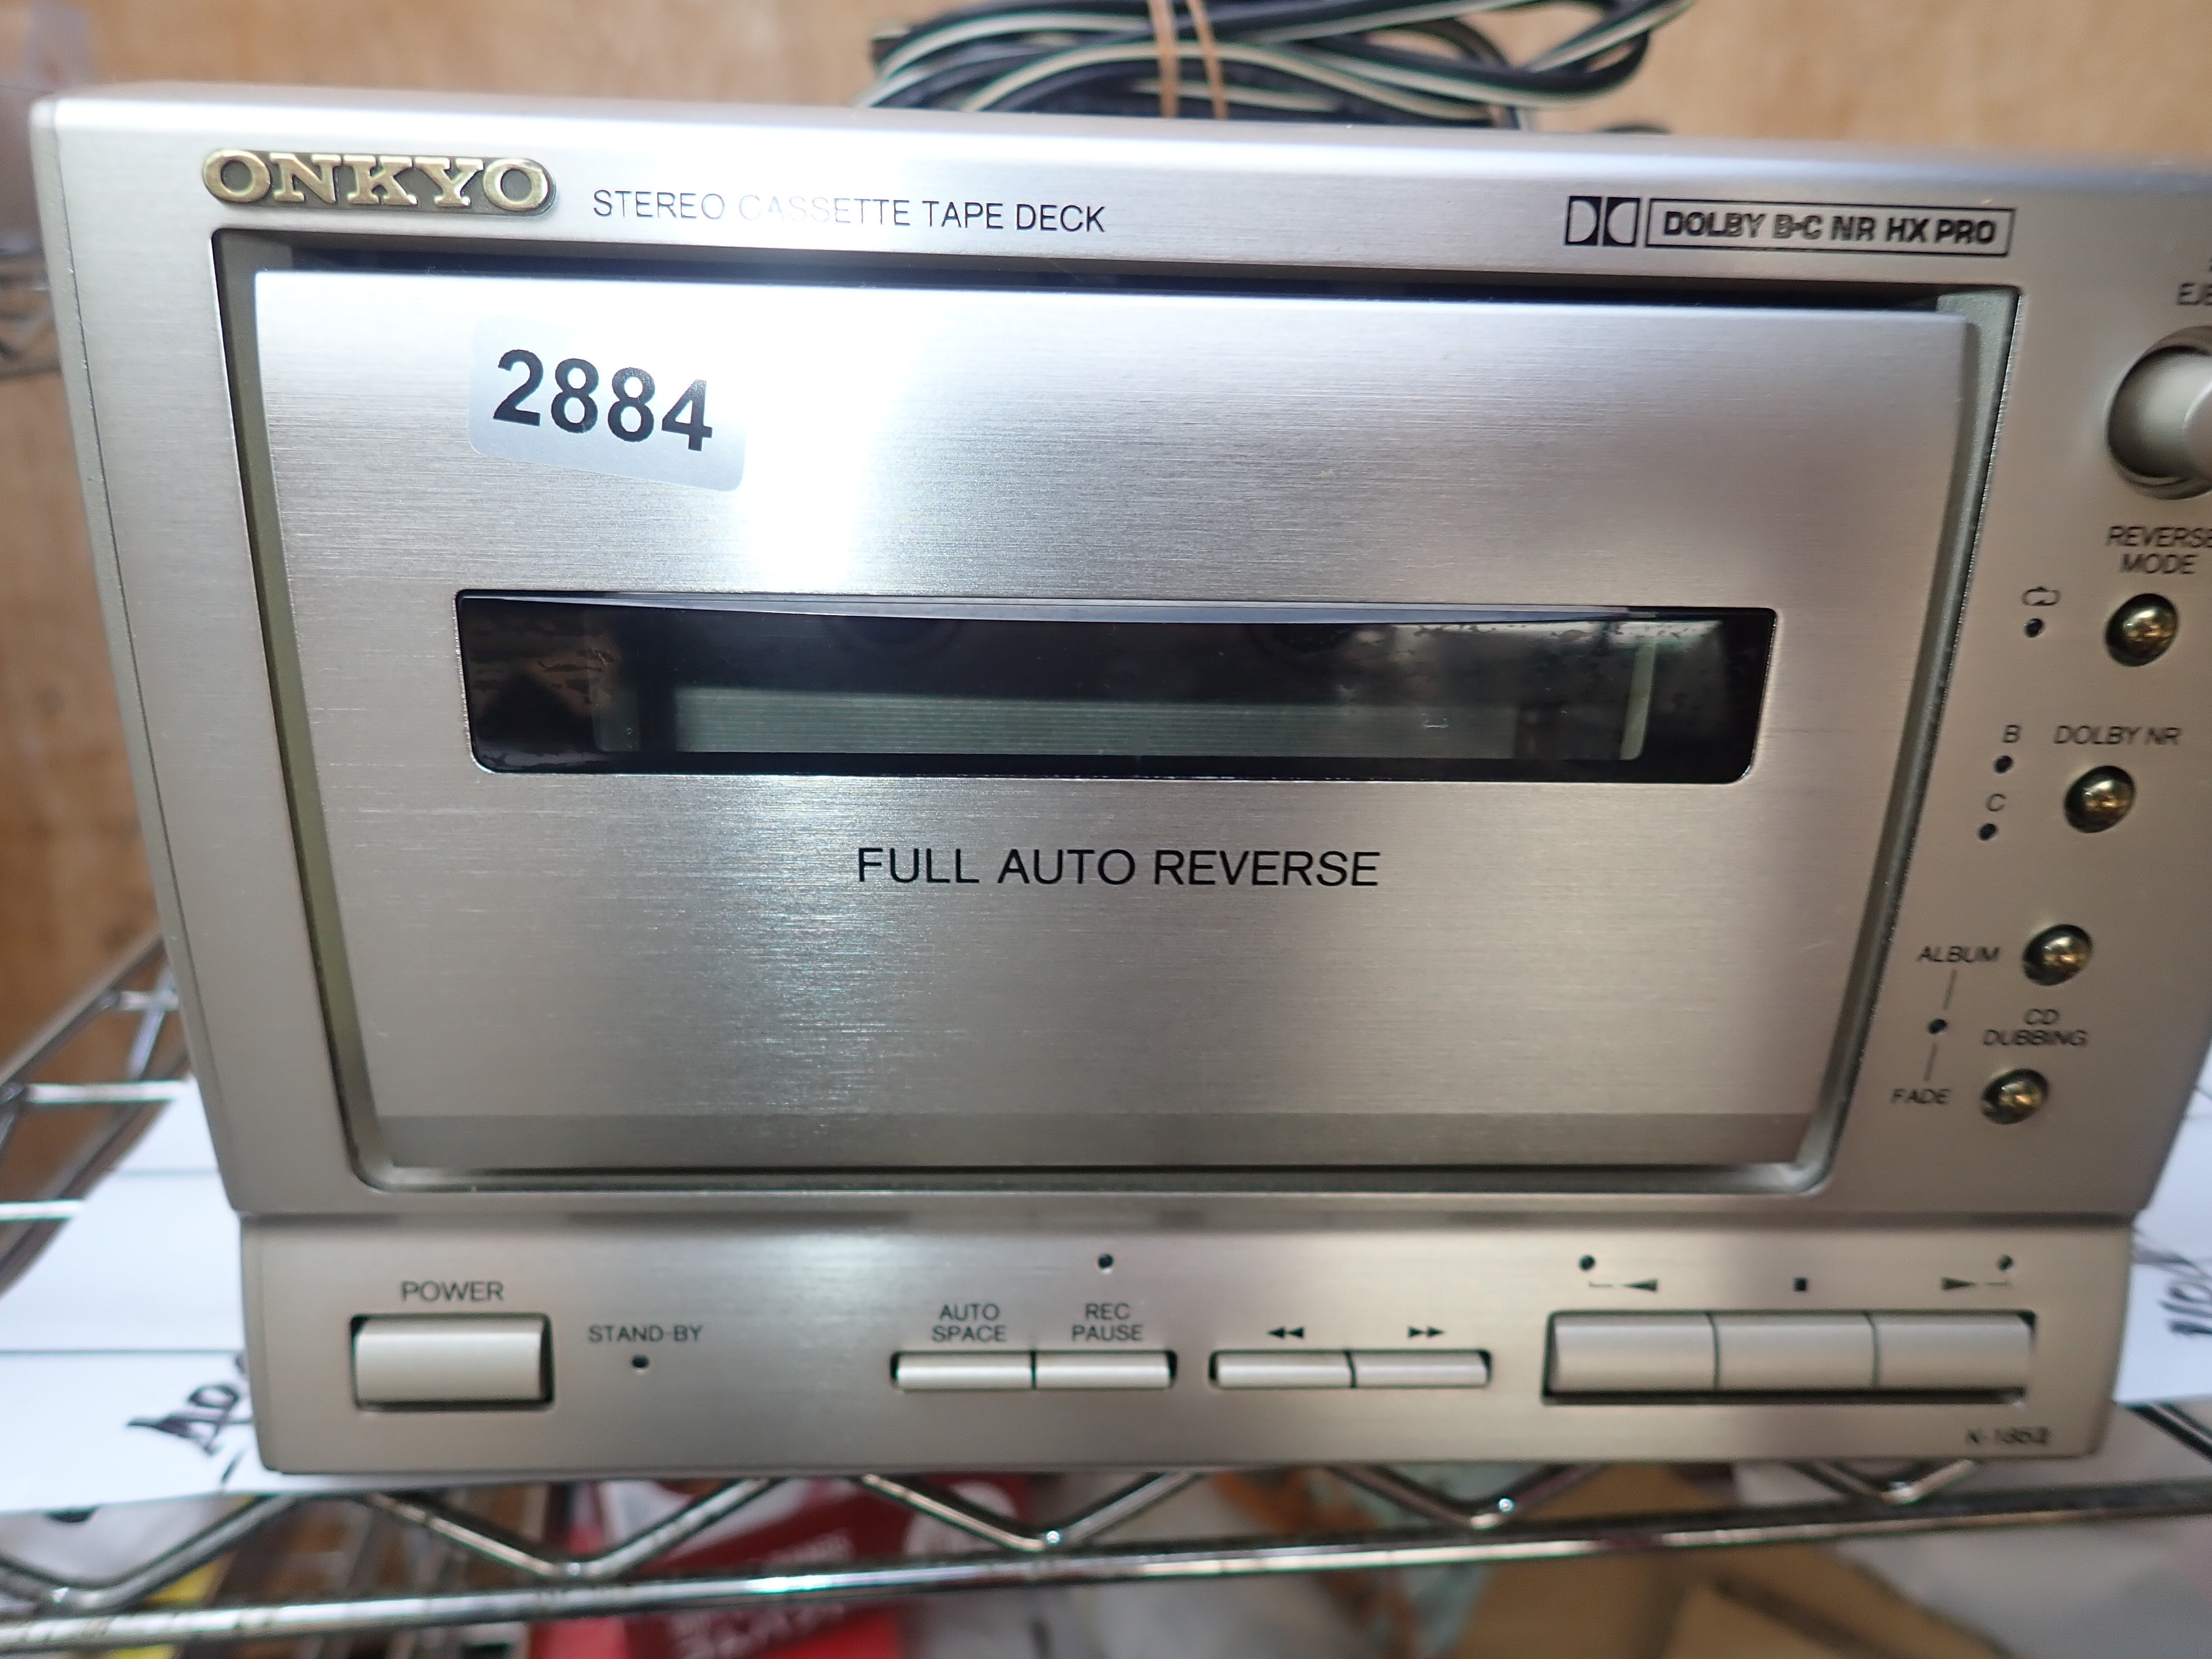 ONKYO
STEREO CASSETTE TAPE DECK
DOLBY B-C NR HX PRO
2884
REVERSE
MODE
B
DOLBY NR
C
FULL AUTO REVERSE
ALBUM
CD
DUBBING
FADE
POWER
STAND-BY
AUTO
SPACE
REC
PAUSE
K-185Z